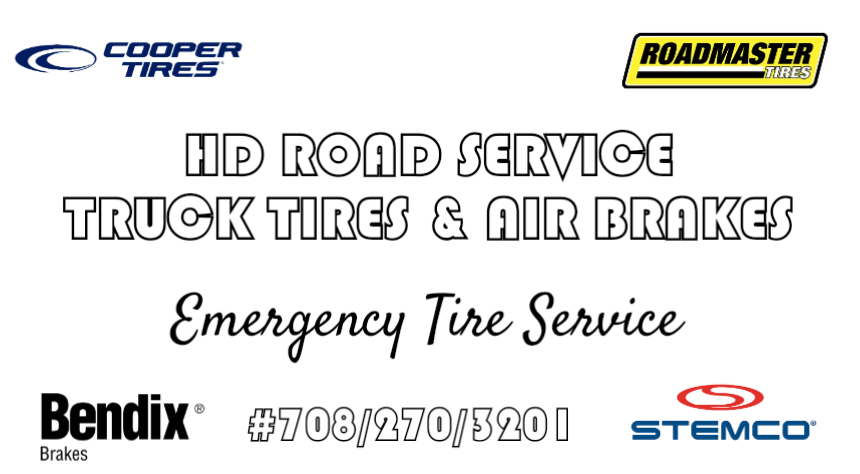 COOPER
TIRES
ROADMASTER
TIRES
HD ROAD SERVICE
TRUCK TIRES & AIR BRAKES
Emergency Tire Service
Bendix®
Brakes
#708/270/3201
STEMCO®